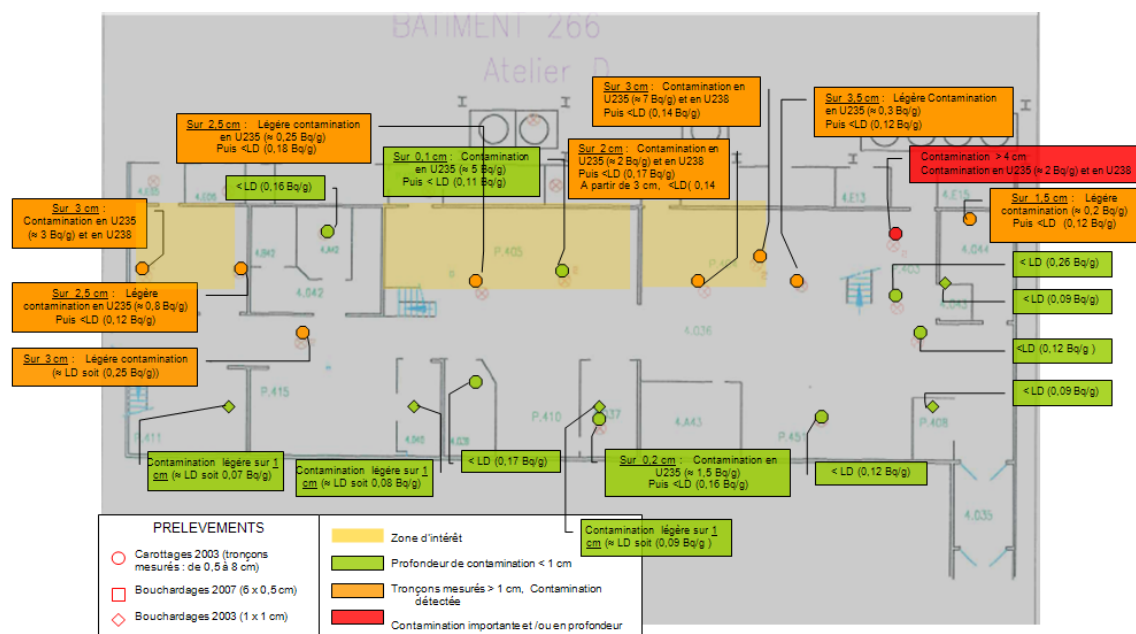 BATIMENT 266
Atelier D
Sur 3 cm : Contamination en
U235 (≈ 7 Bq/g) et en U238
Puis <LD (0,14 Bq/g)
Sur 3,5 cm : Légère Contamination
en U235 (≈ 0,3 Bq/g)
Puis <LD (0,12 Bq/g)
Sur 2,5 cm : Légère contamination
en U235 (≈ 0,25 Bq/g)
Puis <LD (0,18 Bq/g)
Sur 0,1 cm : Contamination
en U235 (≈ 5 Bq/g)
Puis < LD (0,11 Bq/g)
Sur 2 cm : Contamination en
U235 (≈ 2 Bq/g) et en U238
Puis <LD (0,17 Bq/g)
A partir de 3 cm, <LD( 0,14
Contamination > 4 cm
Contamination en U235 (≈ 2 Bq/g) et en U238
< LD (0,16 Bq/g)
4.E13
4.E15
Sur 1,5 cm : Légère
contamination (≈ 0,2 Bq/g)
Puis <LD (0,12 Bq/g)
Sur 3 cm :
Contamination en U235
(≈ 3 Bq/g) et en U238
4.A42
P.405
4.044
4.042
P.403
< LD (0,26 Bq/g)
< LD (0,09 Bq/g)
4.043
Sur 2,5 cm : Légère
contamination en U235 (≈ 0,8 Bq/g)
Puis <LD (0,12 Bq/g)
4.036
<LD (0,12 Bq/g )
Sur 3 cm : Légére contamination
(≈ LD soit (0,25 Bq/g))
< LD (0,09 Bq/g)
P.415
P.410
4.A43
P.451
P.408
P.411
Contamination légère sur 1
cm (≈ LD soit 0,07 Bq/g)
Contamination légère sur 1
cm (≈ LD soit 0,08 Bq/g)
< LD (0,17 Bq/g)
Sur 0,2 cm : Contamination en
U235 (≈ 1,5 Bq/g)
Puis <LD (0,16 Bq/g)
< LD (0,12 Bq/g)
4.035
Contamination légère sur 1
cm (≈ LD soit (0,09 Bq/g )
PRELEVEMENTS
Carottages 2003 (tronçons
mesurés : de 0,5 à 8 cm)
Bouchardages 2007 (6 x 0,5 cm)
Bouchardages 2003 (1 x 1 cm)
Zone d'intérêt
Profondeur de contamination < 1 cm
Tronçons mesurés > 1 cm, Contamination
détectée
Contamination importante et /ou en profondeur